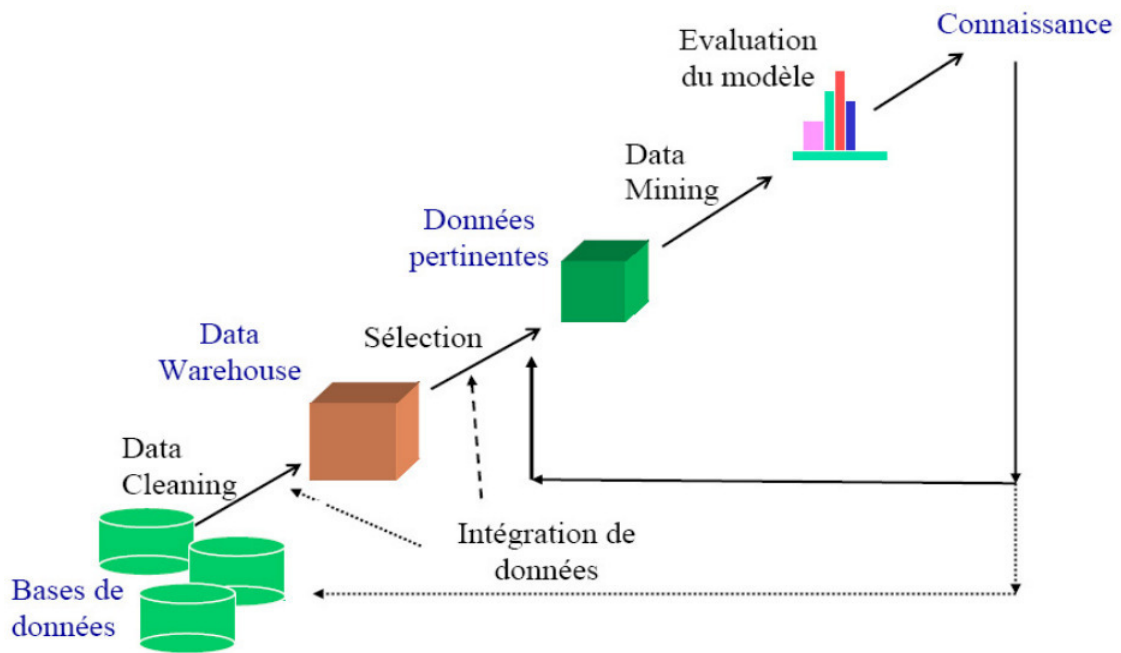 Connaissance
Evaluation
du modèle
Data
Mining
Données
pertinentes
Sélection
Data
Warehouse
Data
Cleaning
Intégration de
données
Bases de
données